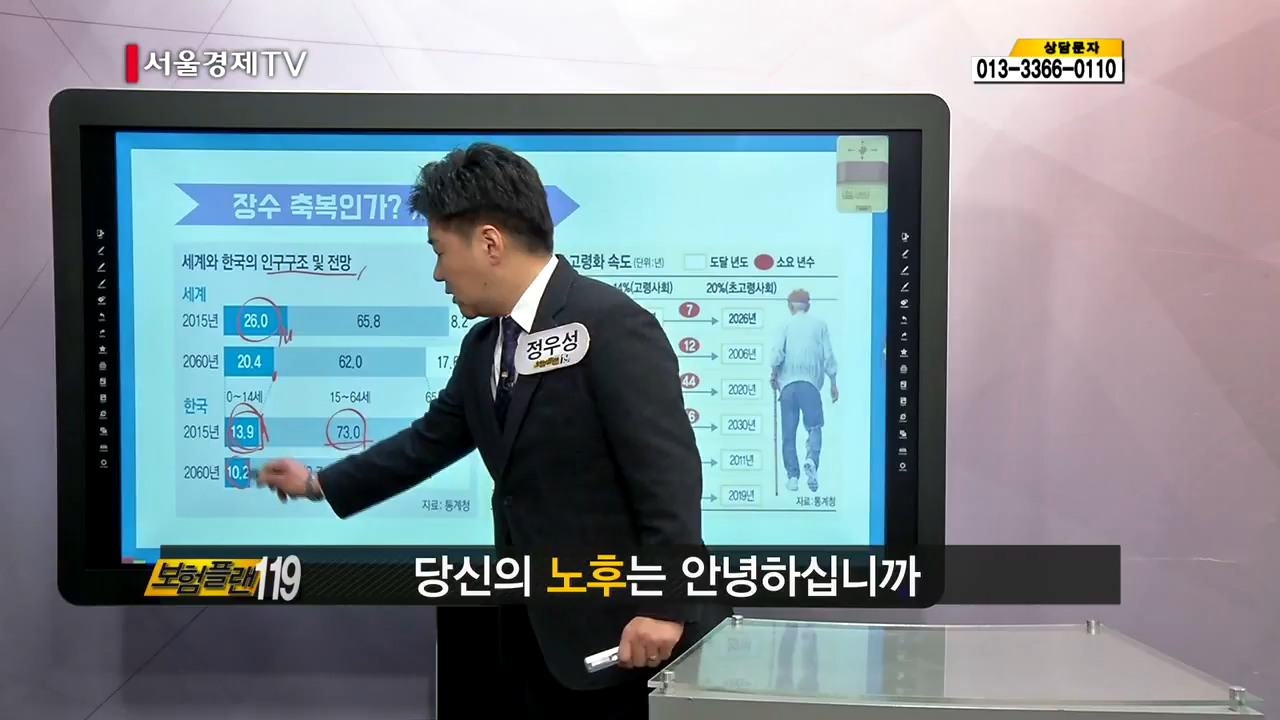 서울경제TV
상담문자
013-3366-0110
장수 축복인가?
세계와 한국의 인구구조 및 전망
세계
2015년 26.0 65.8 8.2
2060년 20.4 62.0
0~14세 15~64세
한국
2015년 13.9 73.0
2060년 10.2
자료: 통계청
고령화 속도 (단위:년) 도달 년도 소요 년수
14%(고령사회) 20%(초고령사회)
7 2026년
12 2006년
44 2020년
2030년
2011년
2019년
자료: 통계청
정우성
보험플랜119
당신의 노후는 안녕하십니까